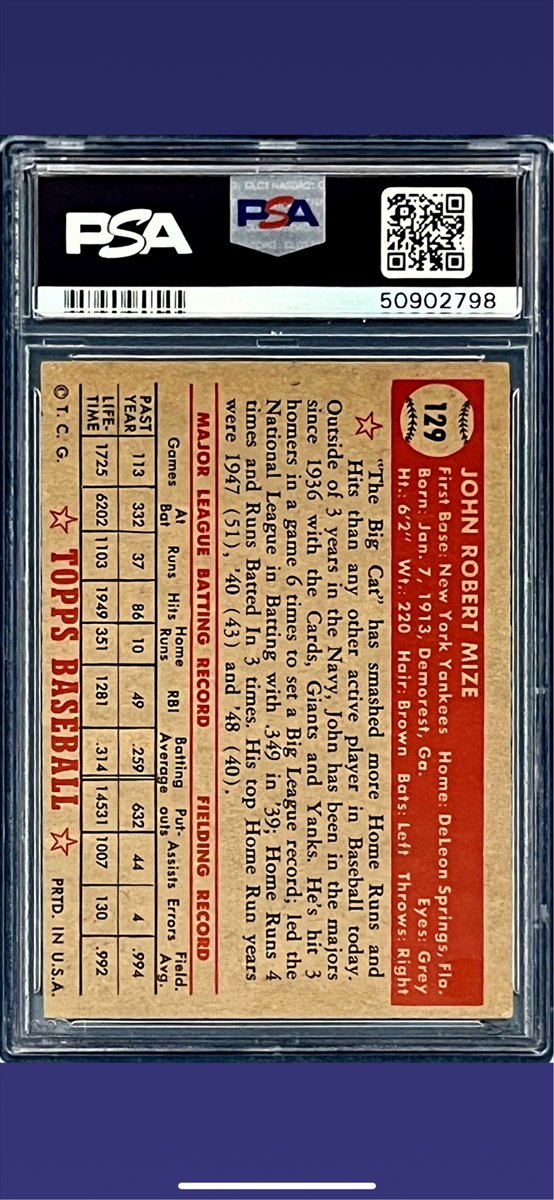 PSA
PSA
50902798
129
JOHN ROBERT MIZE
First Base: New York Yankees Home: DeLeon Springs, Fla.
Born: Jan. 7, 1913, Demorest, Ga. Eyes: Grey
Ht.: 6'2" Wt.: 220 Hair: Brown Bats: Left Throws: Right
"The Big Cat" has smashed more Home Runs and
Hits than any other active player in Baseball today.
Outside of 3 years in the Navy, John has been in the majors
since 1936 with the Cards, Giants and Yanks. He's hit 3
homers in a game 6 times to set a Big League record; led the
National League in Batting with .349 in '39; Home Runs 4
times and Runs Batted In 3 times. His top Home Run years
were 1947 (51), '40 (43) and '48 (40).
MAJOR LEAGUE BATTING RECORD FIELDING RECORD
Games At Bat Runs Hits Home Runs RBI Batting Average Put-outs Assists Errors Field. Avg.
PAST YEAR 113 332 37 86 10 49 .259 632 44 4 .994
LIFE-TIME 1725 6202 1103 1949 351 1281 .314 14531 1007 130 .992
© T. C. G. TOPPS BASEBALL PRTD. IN U.S.A.